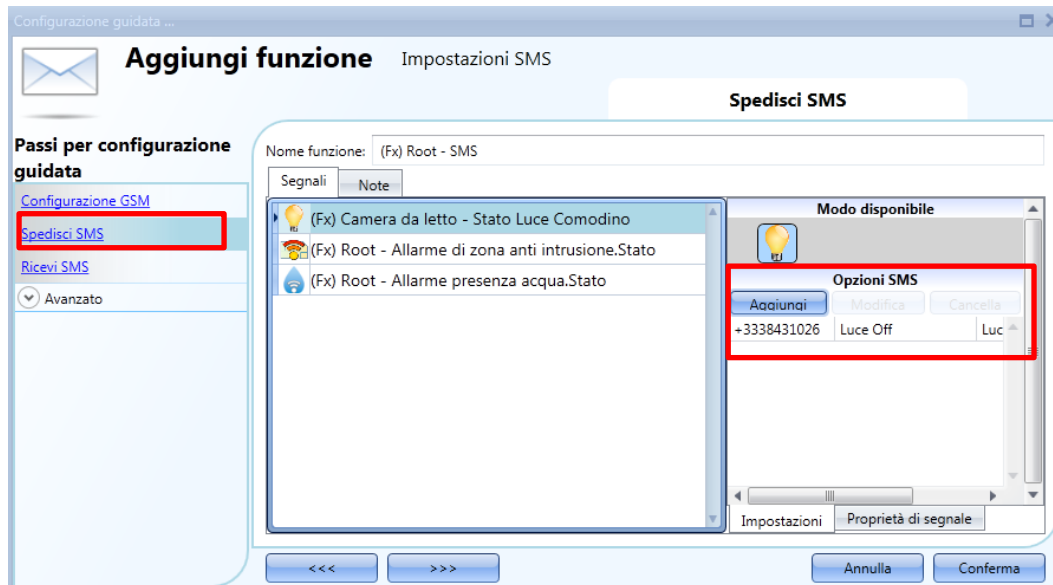 Configurazione guidata ...
Aggiungi funzione
Impostazioni SMS
Spedisci SMS
Passi per configurazione
guidata
Configurazione GSM
Spedisci SMS
Ricevi SMS
Avanzato
Nome funzione: (Fx) Root - SMS
Segnali
Note
(Fx) Camera da letto - Stato Luce Comodino
(Fx) Root - Allarme di zona anti intrusione.Stato
(Fx) Root - Allarme presenza acqua.Stato
Modo disponibile
Opzioni SMS
Aggiungi Modifica Cancella
+3338431026 Luce Off Luc
Impostazioni Proprietà di segnale
<<< >>> Annulla Conferma